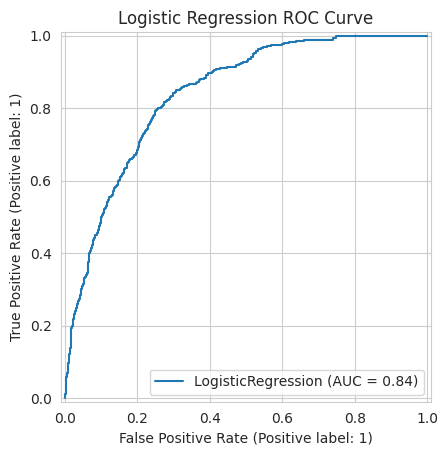 Logistic Regression ROC Curve
1.0
0.8
0.6
0.4
0.2
0.0
True Positive Rate (Positive label: 1)
LogisticRegression (AUC = 0.84)
0.0 0.2 0.4 0.6 0.8 1.0
False Positive Rate (Positive label: 1)